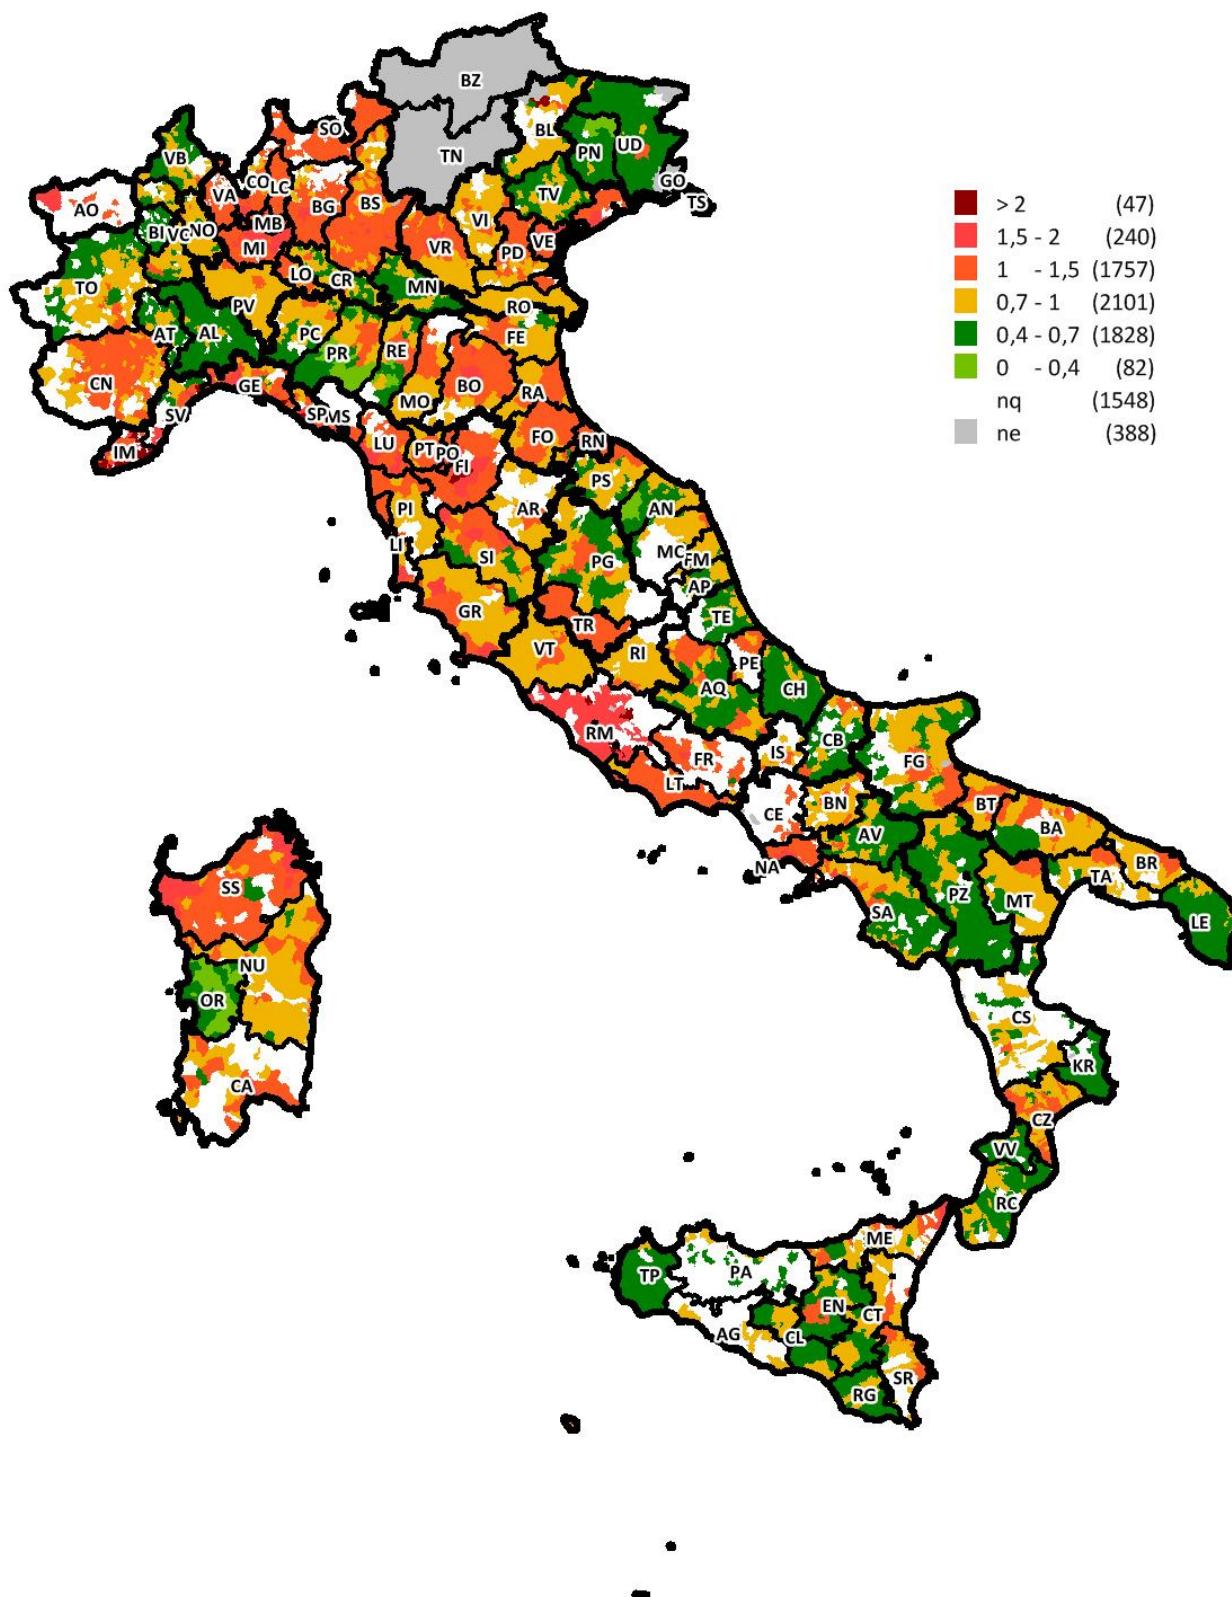 BZ
SO
BL
TN
PN
UD
VB
GO
TS
CO
LC
VA
BG
BS
TV
AO
BI
VC
NO
MB
MI
VI
VR
PD
VE
LO
CR
MN
TO
PV
RO
AT
AL
PC
PR
RE
FE
CN
GE
MO
BO
RA
SV
SP
MS
IM
LU
PT
PO
FI
FO
RN
PI
AR
PS
AN
LI
SI
PG
MC
FM
AP
GR
TR
TE
VT
RI
PE
AQ
CH
RM
FR
IS
CB
FG
LT
CE
BN
BT
BA
AV
NA
BR
TA
SA
PZ
MT
LE
SS
NU
OR
CA
CS
KR
CZ
VV
RC
ME
TP
PA
EN
CT
AG
CL
SR
RG
> 2 (47)
1,5 - 2 (240)
1 - 1,5 (1757)
0,7 - 1 (2101)
0,4 - 0,7 (1828)
0 - 0,4 (82)
nq (1548)
ne (388)